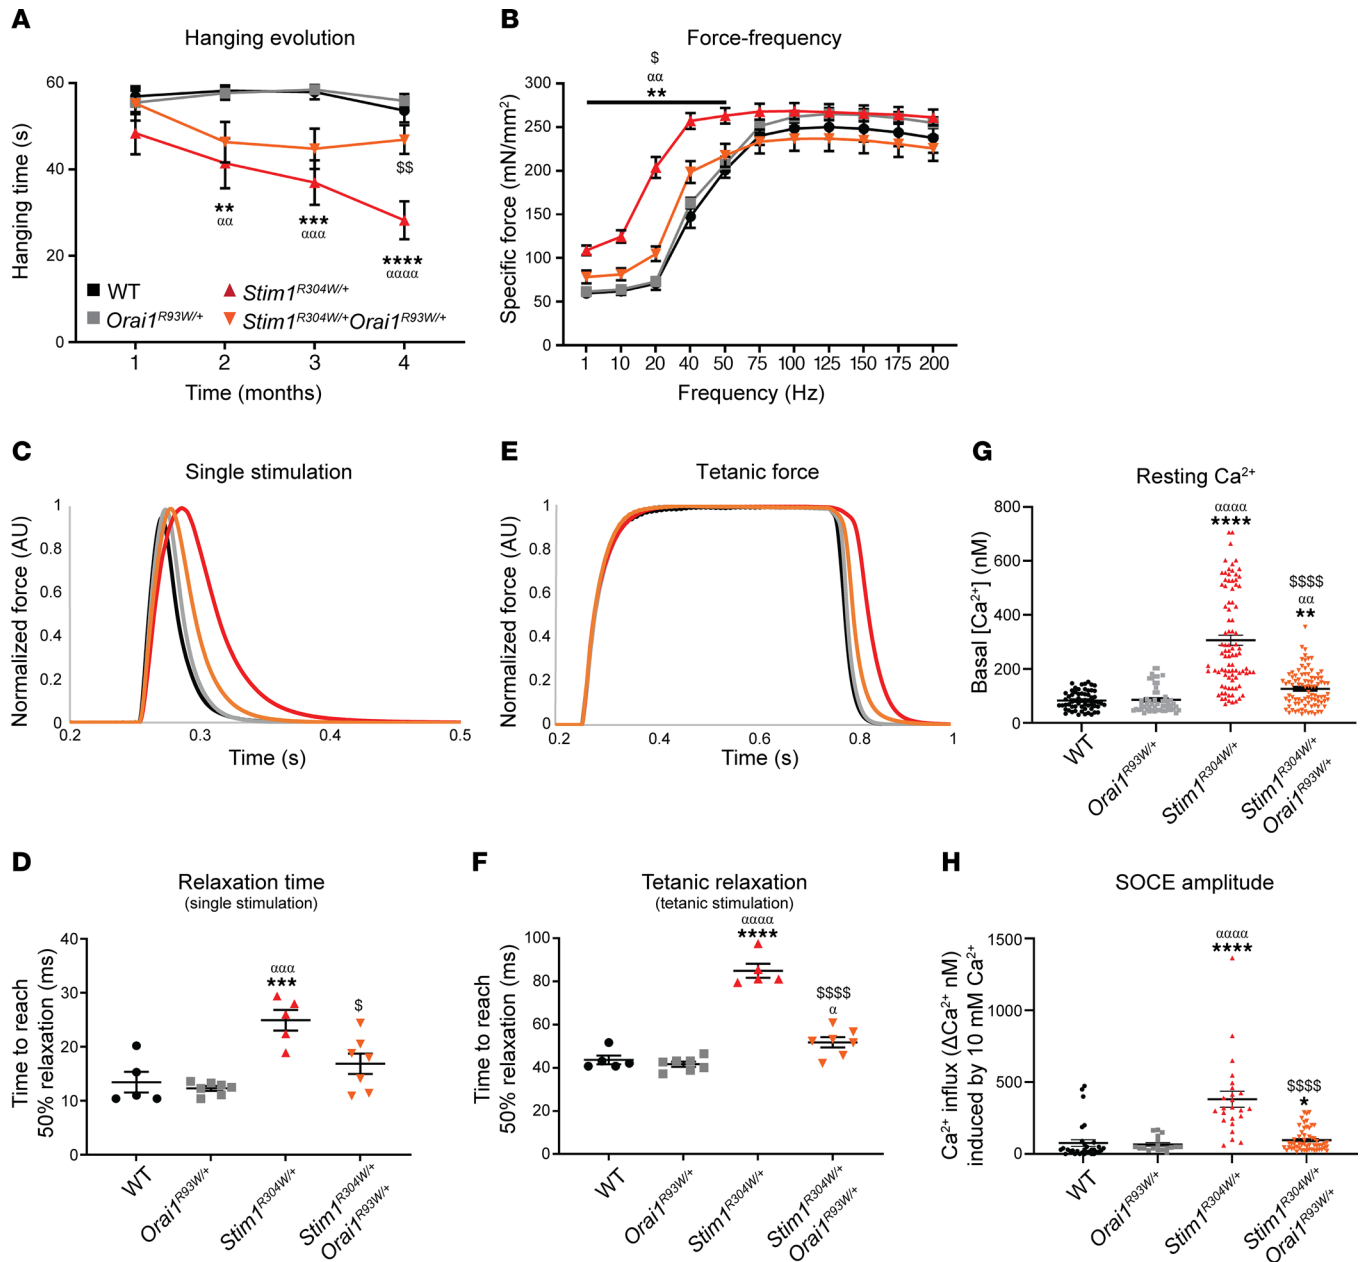 A
Hanging evolution
Hanging time (s)
60
40
20
0
1
2
3
4
Time (months)
**
αα
***
ααα
$$
****
αααα
WT
Orai1R93W/+
Stim1R304W/+
Stim1R304W/+Orai1R93W/+
B
Force-frequency
$
αα
**
Specific force (mN/mm²)
300
250
200
150
100
50
0
1 10 20 40 50 75 100 125 150 175 200
Frequency (Hz)
C
Single stimulation
Normalized force (AU)
1
0.8
0.6
0.4
0.2
0
0.2 0.3 0.4 0.5
Time (s)
E
Tetanic force
Normalized force (AU)
1
0.8
0.6
0.4
0.2
0
0.2 0.4 0.6 0.8 1
Time (s)
G
Resting Ca²⁺
Basal [Ca²⁺] (nM)
800
600
400
200
0
αααα
****
$$$$
αα
**
WT
Orai1R93W/+
Stim1R304W/+
Stim1R304W/+
Orai1R93W/+
D
Relaxation time
(single stimulation)
Time to reach
50% relaxation (ms)
40
30
20
10
0
ααα
***
$
WT
Orai1R93W/+
Stim1R304W/+
Stim1R304W/+
Orai1R93W/+
F
Tetanic relaxation
(tetanic stimulation)
Time to reach
50% relaxation (ms)
100
80
60
40
20
0
αααα
****
$$$$
α
WT
Orai1R93W/+
Stim1R304W/+
Stim1R304W/+
Orai1R93W/+
H
SOCE amplitude
Ca²⁺ influx (ΔCa²⁺ nM)
induced by 10 mM Ca²⁺
1500
1000
500
0
αααα
****
$$$$
*
WT
Orai1R93W/+
Stim1R304W/+
Stim1R304W/+
Orai1R93W/+